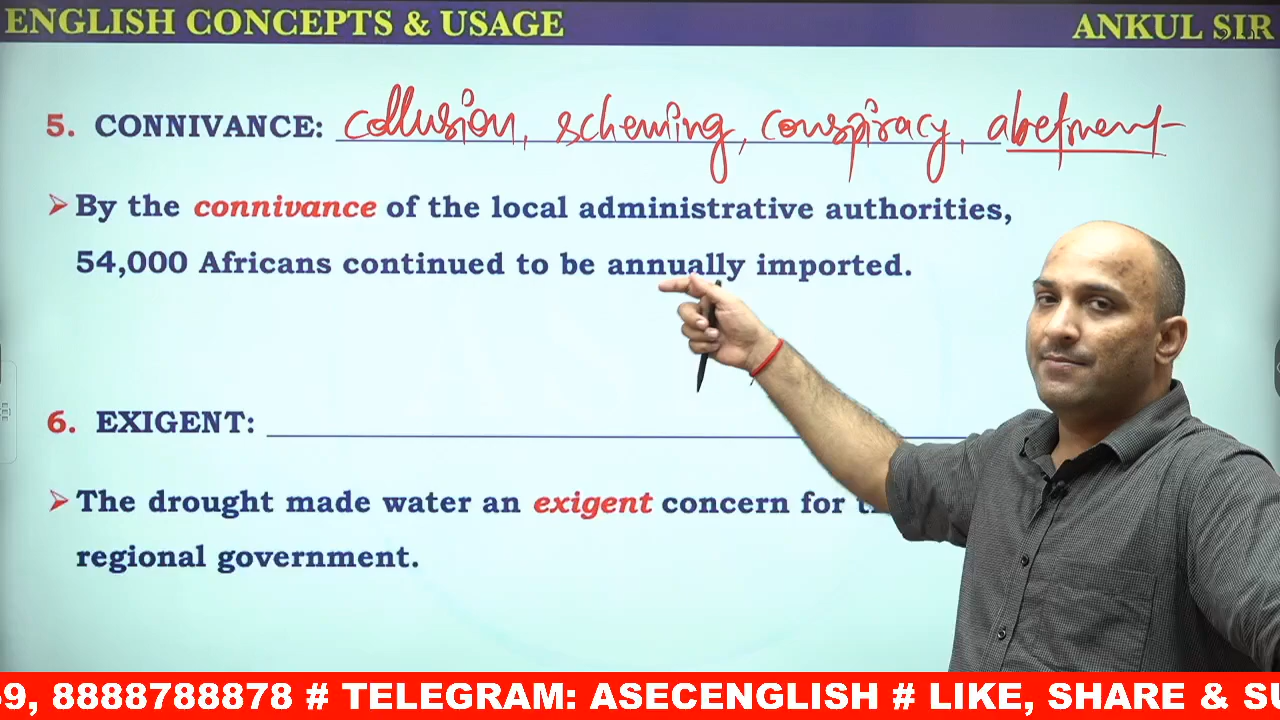 ENGLISH CONCEPTS & USAGE ANKUL SIR
5. CONNIVANCE: collusion, scheming, conspiracy, abetment
➢ By the connivance of the local administrative authorities,
54,000 Africans continued to be annually imported.
6. EXIGENT:
➢ The drought made water an exigent concern for
regional government.
9, 8888788878 # TELEGRAM: ASECENGLISH # LIKE, SHARE &